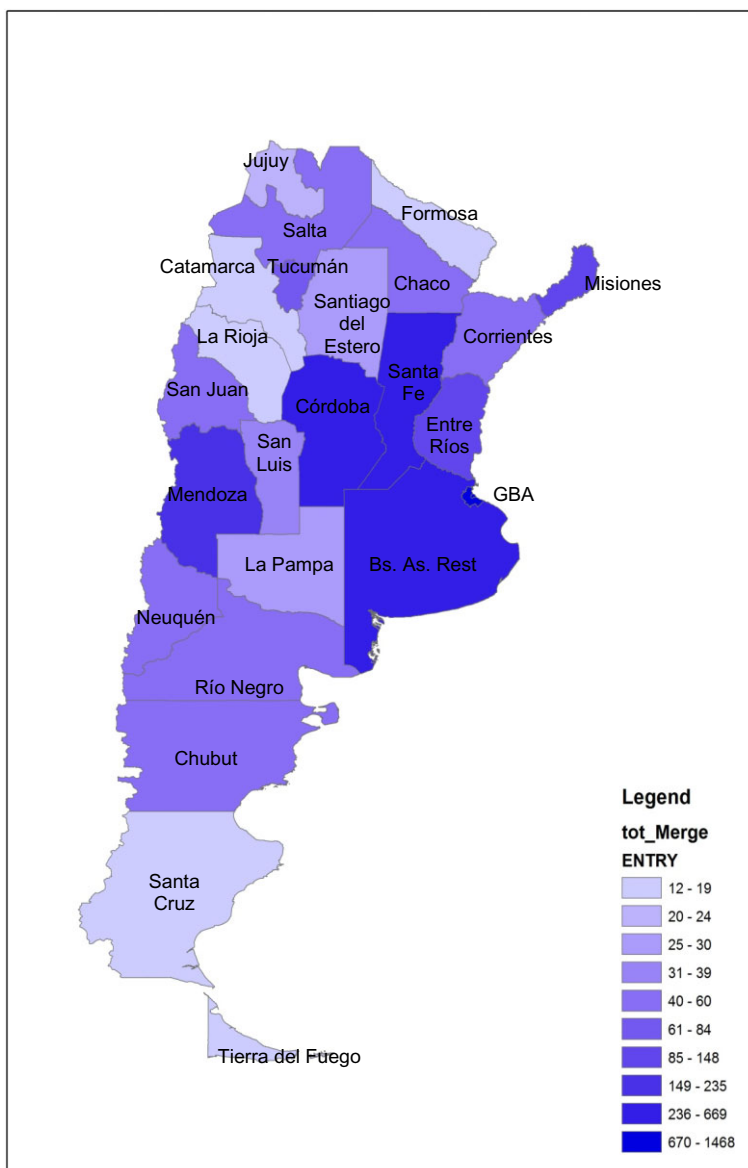 Jujuy
Formosa
Salta
Catamarca
Tucumán
Chaco
Misiones
Santiago
del
Estero
La Rioja
Corrientes
Santa
Fe
San Juan
Córdoba
Entre
Ríos
San
Luis
Mendoza
GBA
La Pampa
Bs. As. Rest
Neuquén
Río Negro
Chubut
Santa
Cruz
Tierra del Fuego
Legend
tot_Merge
ENTRY
12 - 19
20 - 24
25 - 30
31 - 39
40 - 60
61 - 84
85 - 148
149 - 235
236 - 669
670 - 1468